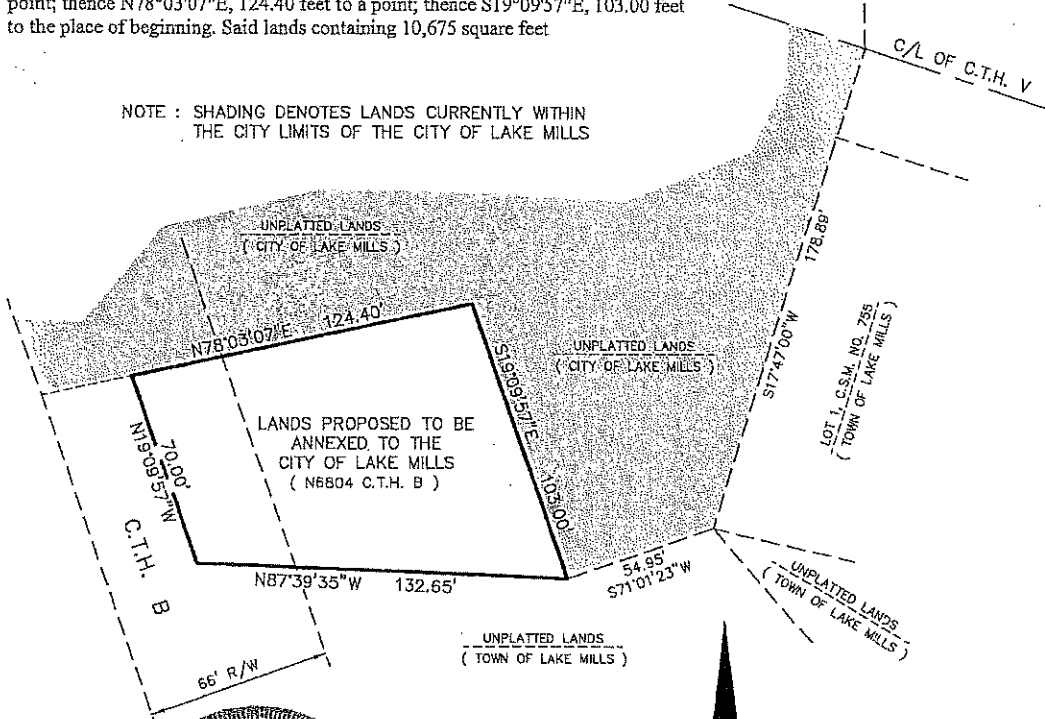 point; thence N78°03'07"E, 124.40 feet to a point; thence S19°09'57"E, 103.00 feet
to the place of beginning. Said lands containing 10,675 square feet
C/L OF C.T.H. V
NOTE : SHADING DENOTES LANDS CURRENTLY WITHIN
THE CITY LIMITS OF THE CITY OF LAKE MILLS
UNPLATTED LANDS
( CITY OF LAKE MILLS )
178.89'
S17°47'00"W
LOT 1, C.S.M. NO. 755
( TOWN OF LAKE MILLS )
N78°03'07"E 124.40'
UNPLATTED LANDS
( CITY OF LAKE MILLS )
S19°09'57"E 103.00'
LANDS PROPOSED TO BE
ANNEXED TO THE
CITY OF LAKE MILLS
( N6804 C.T.H. B )
70.00'
N19°09'57"W
C.T.H. B
N87°39'35"W 132.65'
54.95'
S71°01'23"W
UNPLATTED LANDS
( TOWN OF LAKE MILLS )
UNPLATTED LANDS
( TOWN OF LAKE MILLS )
66' R/W